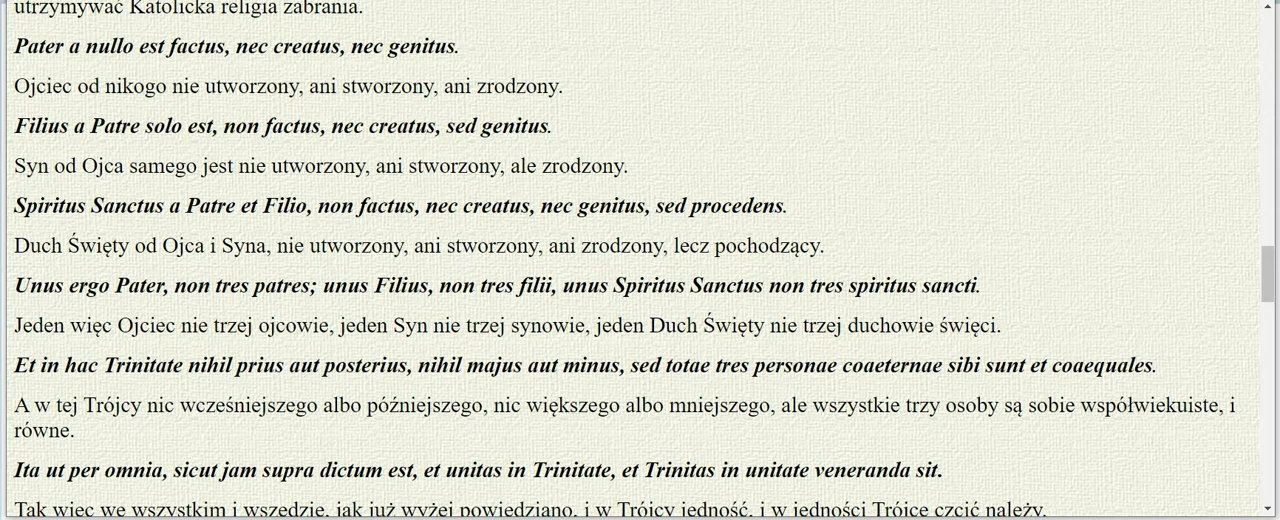 utrzymywać Katolicka religia zabrania.
Pater a nullo est factus, nec creatus, nec genitus.
Ojciec od nikogo nie utworzony, ani stworzony, ani zrodzony.
Filius a Patre solo est, non factus, nec creatus, sed genitus.
Syn od Ojca samego jest nie utworzony, ani stworzony, ale zrodzony.
Spiritus Sanctus a Patre et Filio, non factus, nec creatus, nec genitus, sed procedens.
Duch Święty od Ojca i Syna, nie utworzony, ani stworzony, ani zrodzony, lecz pochodzący.
Unus ergo Pater, non tres patres; unus Filius, non tres filii, unus Spiritus Sanctus non tres spiritus sancti.
Jeden więc Ojciec nie trzej ojcowie, jeden Syn nie trzej synowie, jeden Duch Święty nie trzej duchowie święci.
Et in hac Trinitate nihil prius aut posterius, nihil majus aut minus, sed totae tres personae coaeternae sibi sunt et coaequales.
A w tej Trójcy nic wcześniejszego albo późniejszego, nic większego albo mniejszego, ale wszystkie trzy osoby są sobie współwiekuiste, i
równe.
Ita ut per omnia, sicut jam supra dictum est, et unitas in Trinitate, et Trinitas in unitate veneranda sit.
Tak więc we wszystkim i wszędzie, jak już wyżej powiedziano, i w Trójcy jedność, i w jedności Trójcę czcić należy.